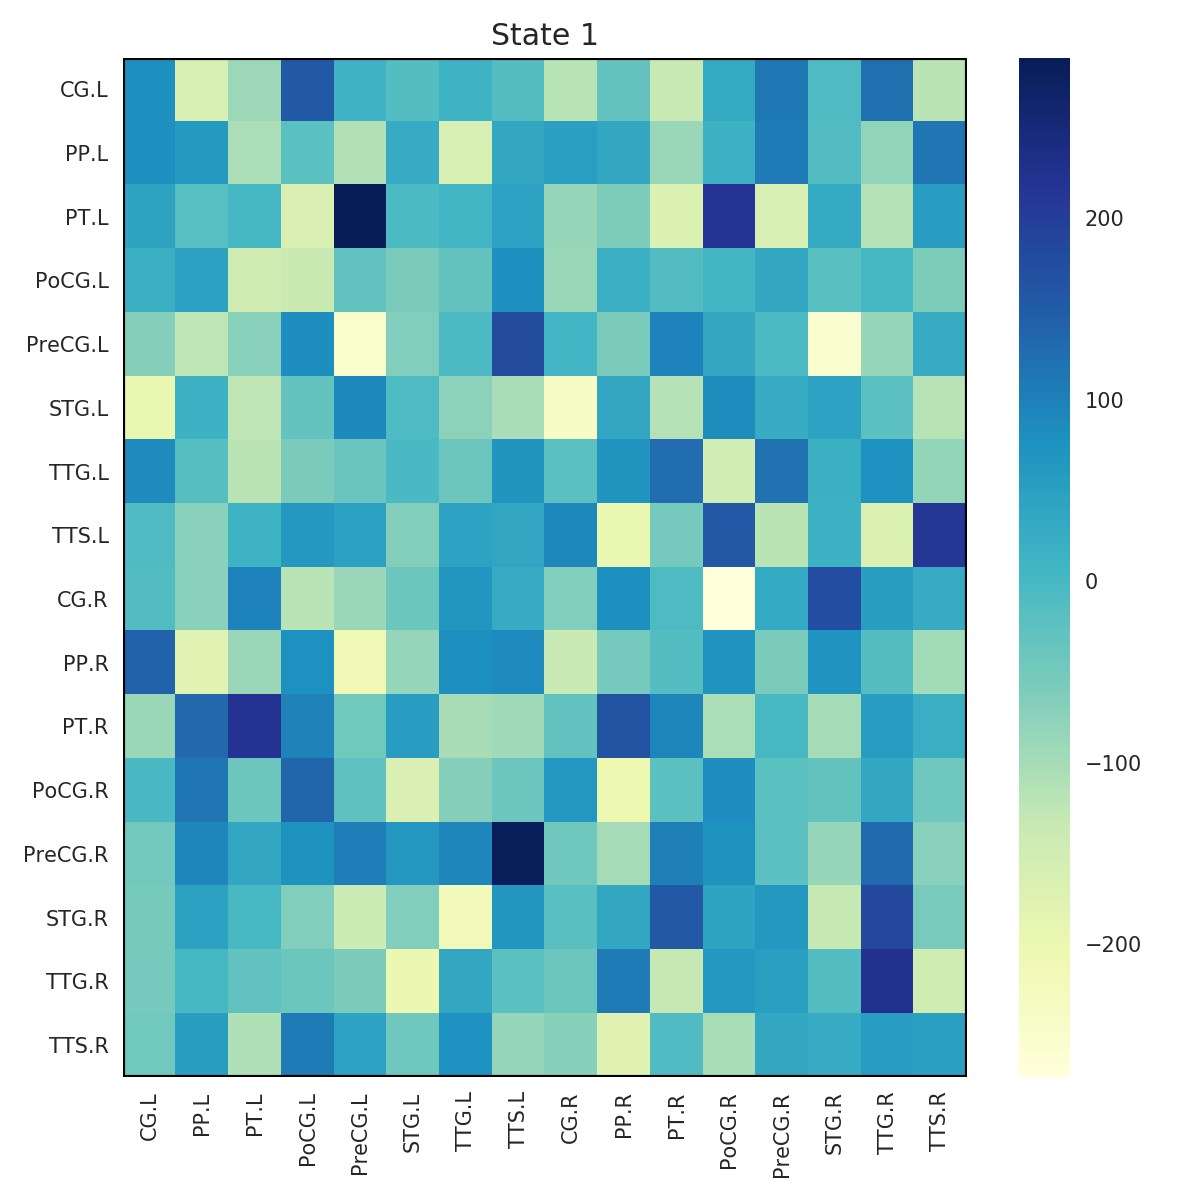 State 1
CG.L
PP.L
PT.L
PoCG.L
PreCG.L
STG.L
TTG.L
TTS.L
CG.R
PP.R
PT.R
PoCG.R
PreCG.R
STG.R
TTG.R
TTS.R
CG.L
PP.L
PT.L
PoCG.L
PreCG.L
STG.L
TTG.L
TTS.L
CG.R
PP.R
PT.R
PoCG.R
PreCG.R
STG.R
TTG.R
TTS.R
200
100
0
−100
−200